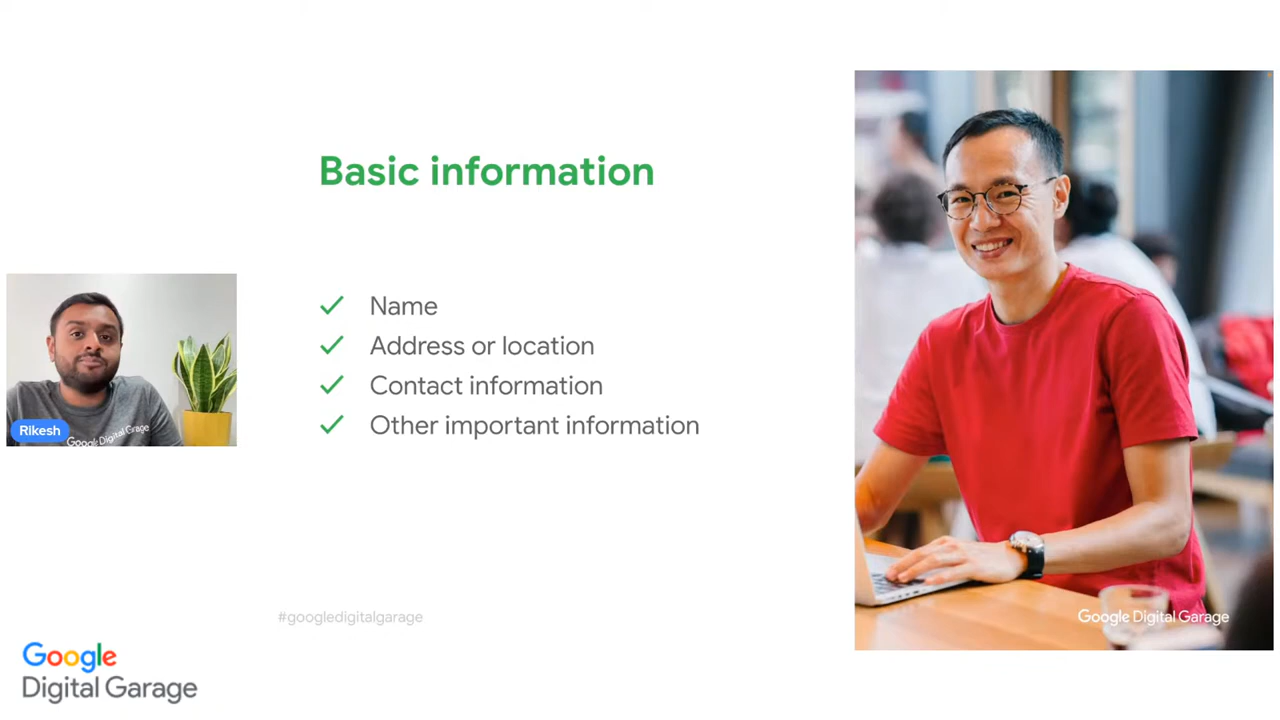 Basic information
Name
Address or location
Contact information
Other important information
Rikesh
Google Digital Garage
#googledigitalgarage
Google Digital Garage
Google
Digital Garage